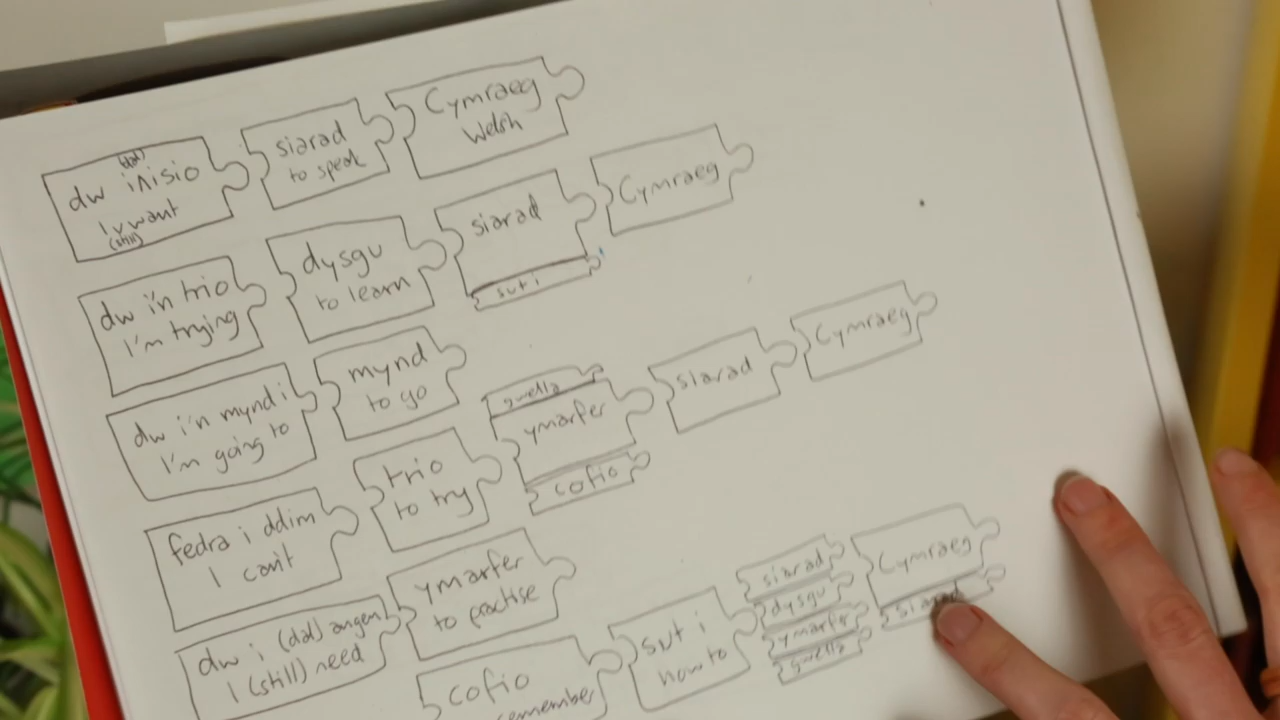 dw i'n isio
(dal)
I want
(still)
siarad
to speak
Cymraeg
Welsh
dw i'n trio
I'm trying
dysgu
to learn
siarad
sut i
Cymraeg
dw i'n mynd i
I'm going to
mynd
to go
fedra i ddim
I can't
trio
to try
gwella
ymarfer
cofio
siarad
Cymraeg
dw i (dal) angen
I (still) need
ymarfer
to practise
cofio
remember
sut i
how to
siarad
dysgu
ymarfer
gwella
Cymraeg
siarad